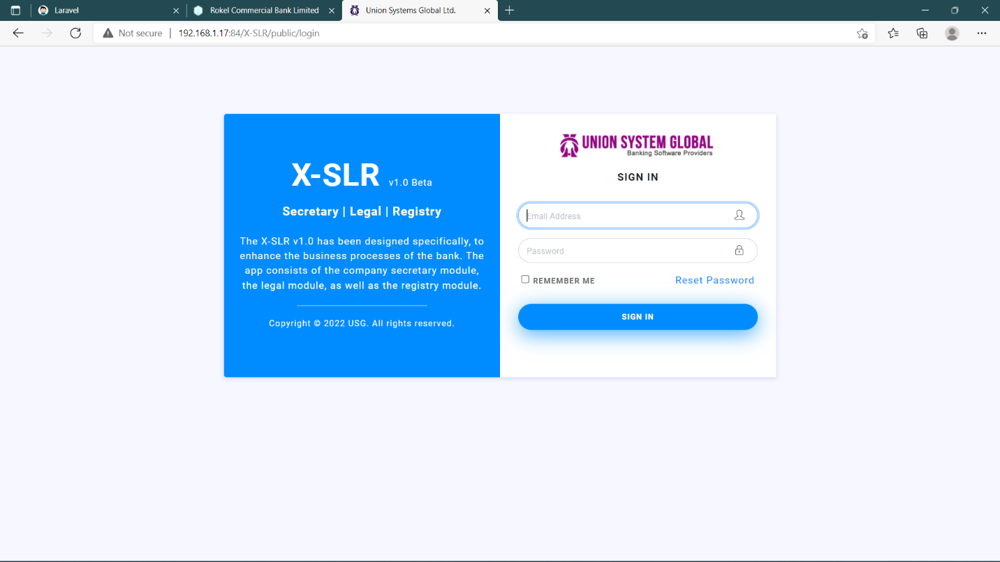 Laravel
Rokel Commercial Bank Limited
Union Systems Global Ltd.
Not secure
192.168.1.17:84/X-SLR/public/login
X-SLR v1.0 Beta
Secretary | Legal | Registry
The X-SLR v1.0 has been designed specifically, to
enhance the business processes of the bank. The
app consists of the company secretary module,
the legal module, as well as the registry module.
Copyright © 2022 USG. All rights reserved.
UNION SYSTEM GLOBAL
Banking Software Providers
SIGN IN
Email Address
Password
REMEMBER ME
Reset Password
SIGN IN